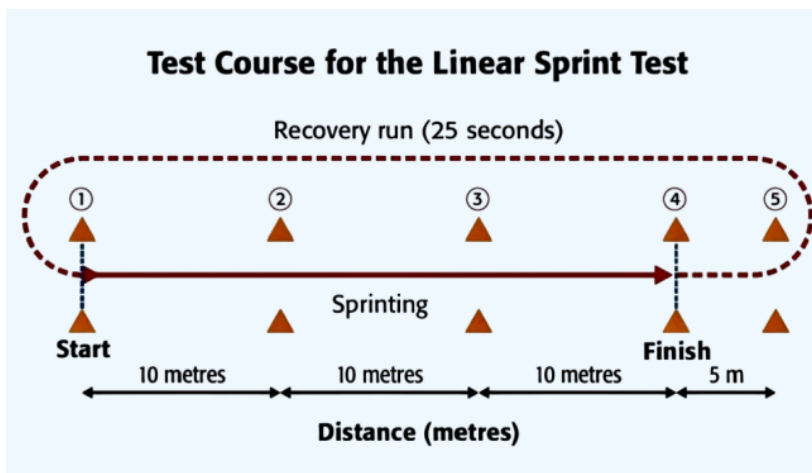 Test Course for the Linear Sprint Test
Recovery run (25 seconds)
① ② ③ ④ ⑤
Sprinting
Start Finish
10 metres 10 metres 10 metres 5 m
Distance (metres)